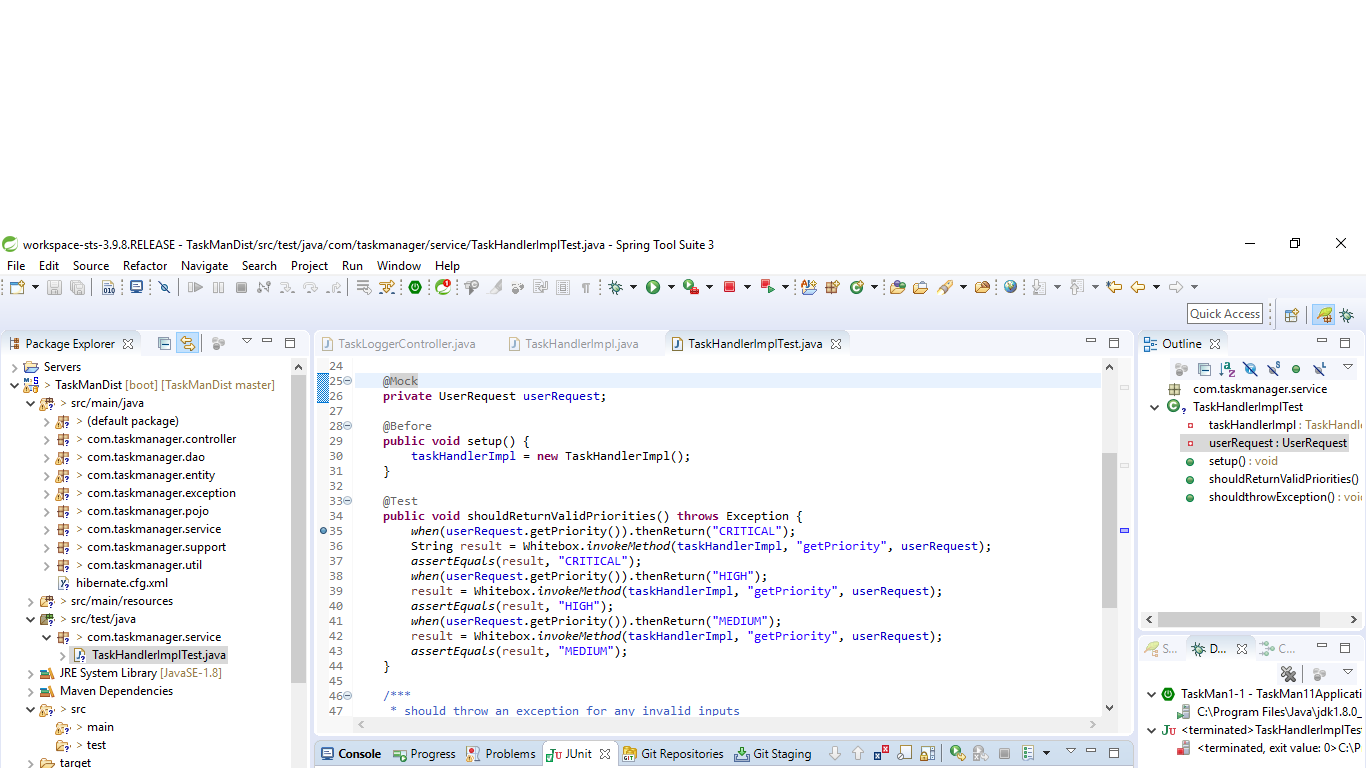 workspace-sts-3.9.8.RELEASE - TaskManDist/src/test/java/com/taskmanager/service/TaskHandlerImplTest.java - Spring Tool Suite 3
File Edit Source Refactor Navigate Search Project Run Window Help
Quick Access
Package Explorer
Servers
> TaskManDist [boot] [TaskManDist master]
> src/main/java
> (default package)
> com.taskmanager.controller
> com.taskmanager.dao
> com.taskmanager.entity
> com.taskmanager.exception
> com.taskmanager.pojo
> com.taskmanager.service
> com.taskmanager.support
> com.taskmanager.util
hibernate.cfg.xml
> src/main/resources
> src/test/java
> com.taskmanager.service
TaskHandlerImplTest.java
JRE System Library [JavaSE-1.8]
Maven Dependencies
> src
> main
> test
target
TaskLoggerController.java TaskHandlerImpl.java TaskHandlerImplTest.java
24
25 @Mock
26 private UserRequest userRequest;
27
28 @Before
29 public void setup() {
30 taskHandlerImpl = new TaskHandlerImpl();
31 }
32
33 @Test
34 public void shouldReturnValidPriorities() throws Exception {
35 when(userRequest.getPriority()).thenReturn("CRITICAL");
36 String result = Whitebox.invokeMethod(taskHandlerImpl, "getPriority", userRequest);
37 assertEquals(result, "CRITICAL");
38 when(userRequest.getPriority()).thenReturn("HIGH");
39 result = Whitebox.invokeMethod(taskHandlerImpl, "getPriority", userRequest);
40 assertEquals(result, "HIGH");
41 when(userRequest.getPriority()).thenReturn("MEDIUM");
42 result = Whitebox.invokeMethod(taskHandlerImpl, "getPriority", userRequest);
43 assertEquals(result, "MEDIUM");
44 }
45
46 /***
47 * should throw an exception for any invalid inputs
Console Progress Problems JUnit Git Repositories Git Staging
Outline
com.taskmanager.service
TaskHandlerImplTest
taskHandlerImpl : TaskHandl
userRequest : UserRequest
setup() : void
shouldReturnValidPriorities()
shouldthrowException() : voi
S... D... C...
TaskMan1-1 - TaskMan11Applicati
C:\Program Files\Java\jdk1.8.0_
<terminated>TaskHandlerImplTes
<terminated, exit value: 0>C:\P